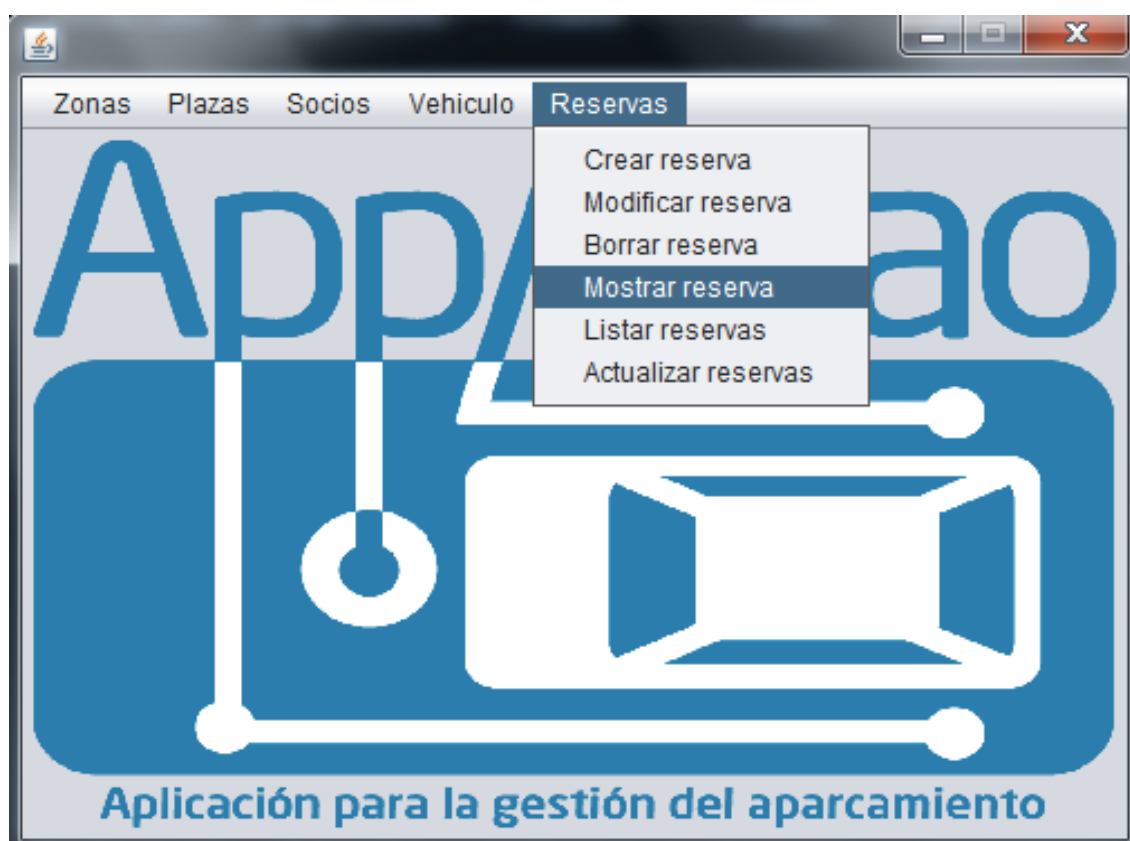 Zonas Plazas Socios Vehiculo Reservas
Crear reserva
Modificar reserva
Borrar reserva
Mostrar reserva
Listar reservas
Actualizar reservas
Aplicación para la gestión del aparcamiento